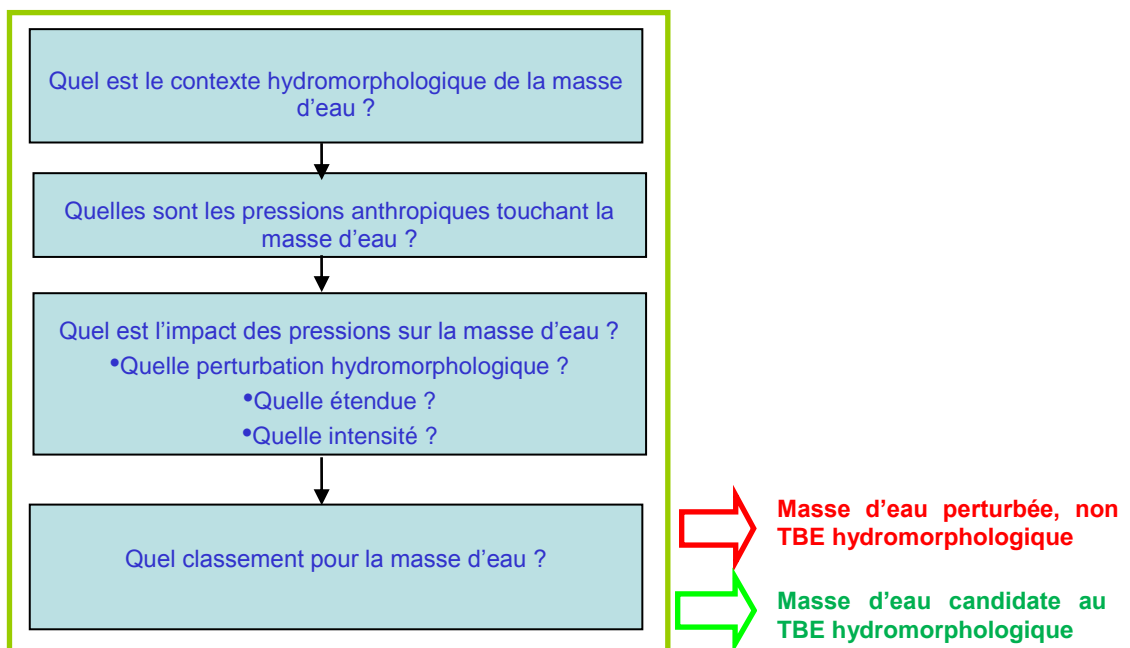 Quel est le contexte hydromorphologique de la masse
d’eau ?
Quelles sont les pressions anthropiques touchant la
masse d’eau ?
Quel est l’impact des pressions sur la masse d’eau ?
•Quelle perturbation hydromorphologique ?
•Quelle étendue ?
•Quelle intensité ?
Quel classement pour la masse d’eau ?
Masse d’eau perturbée, non
TBE hydromorphologique
Masse d’eau candidate au
TBE hydromorphologique